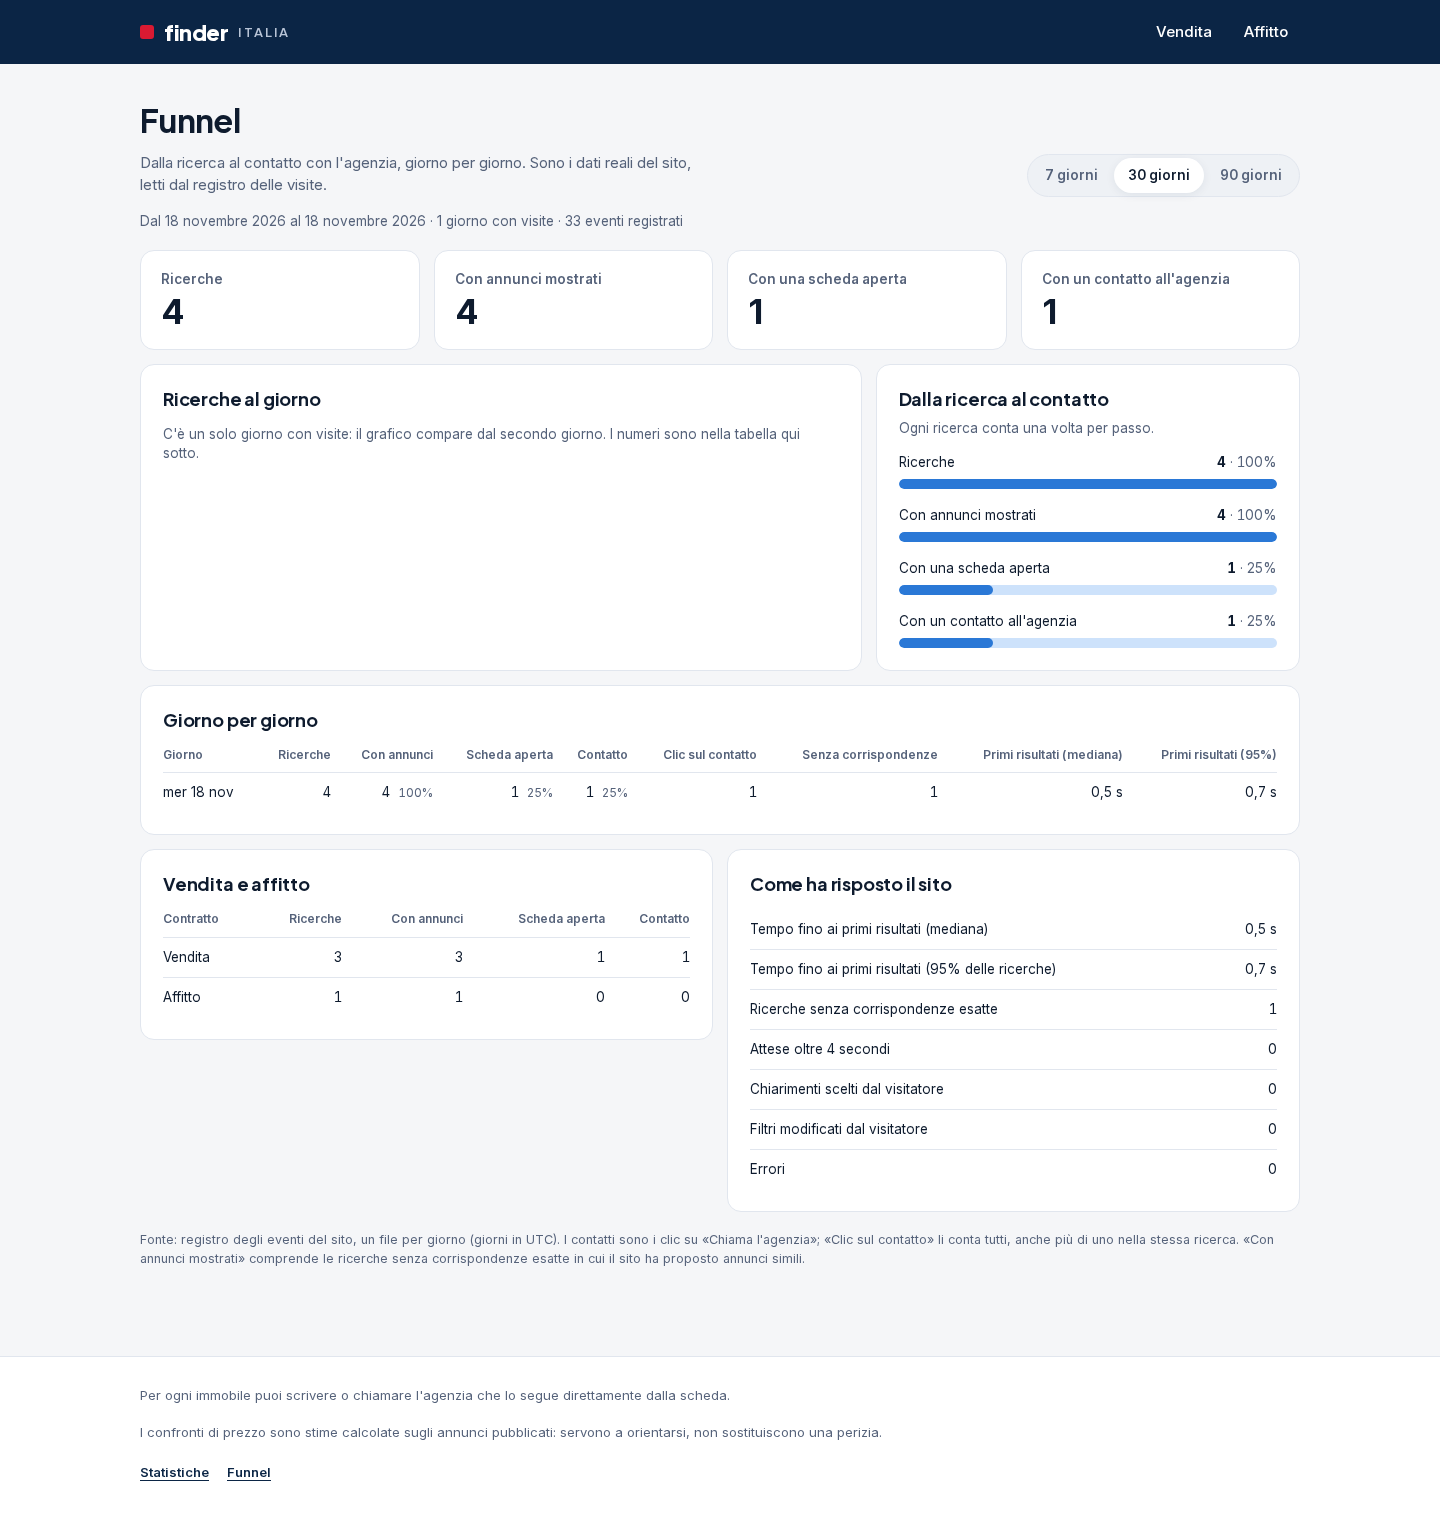 finder ITALIA
Vendita Affitto
Funnel
Dalla ricerca al contatto con l'agenzia, giorno per giorno. Sono i dati reali del sito,
letti dal registro delle visite.
7 giorni 30 giorni 90 giorni
Dal 18 novembre 2026 al 18 novembre 2026 · 1 giorno con visite · 33 eventi registrati
Ricerche
4
Con annunci mostrati
4
Con una scheda aperta
1
Con un contatto all'agenzia
1
Ricerche al giorno
C'è un solo giorno con visite: il grafico compare dal secondo giorno. I numeri sono nella tabella qui
sotto.
Dalla ricerca al contatto
Ogni ricerca conta una volta per passo.
Ricerche 4 · 100%
Con annunci mostrati 4 · 100%
Con una scheda aperta 1 · 25%
Con un contatto all'agenzia 1 · 25%
Giorno per giorno
Giorno Ricerche Con annunci Scheda aperta Contatto Clic sul contatto Senza corrispondenze Primi risultati (mediana) Primi risultati (95%)
mer 18 nov 4 4 100% 1 25% 1 25% 1 1 0,5 s 0,7 s
Vendita e affitto
Contratto Ricerche Con annunci Scheda aperta Contatto
Vendita 3 3 1 1
Affitto 1 1 0 0
Come ha risposto il sito
Tempo fino ai primi risultati (mediana) 0,5 s
Tempo fino ai primi risultati (95% delle ricerche) 0,7 s
Ricerche senza corrispondenze esatte 1
Attese oltre 4 secondi 0
Chiarimenti scelti dal visitatore 0
Filtri modificati dal visitatore 0
Errori 0
Fonte: registro degli eventi del sito, un file per giorno (giorni in UTC). I contatti sono i clic su «Chiama l'agenzia»; «Clic sul contatto» li conta tutti, anche più di uno nella stessa ricerca. «Con
annunci mostrati» comprende le ricerche senza corrispondenze esatte in cui il sito ha proposto annunci simili.
Per ogni immobile puoi scrivere o chiamare l'agenzia che lo segue direttamente dalla scheda.
I confronti di prezzo sono stime calcolate sugli annunci pubblicati: servono a orientarsi, non sostituiscono una perizia.
Statistiche Funnel